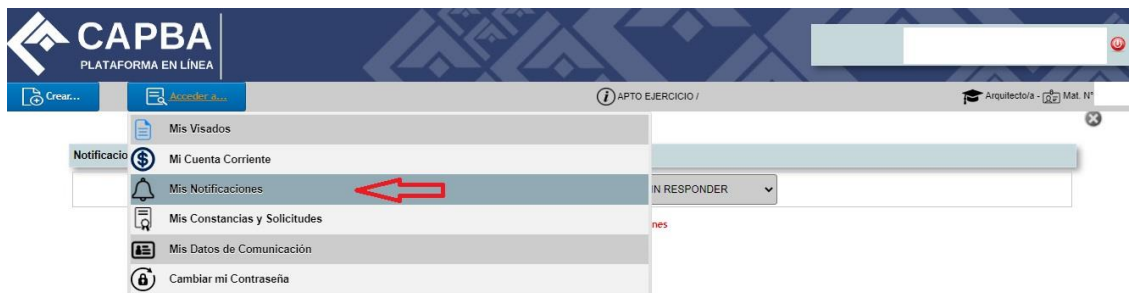 CAPBA
PLATAFORMA EN LÍNEA
Crear...
Acceder a...
APTO EJERCICIO /
Arquitecto/a - Mat. N°
Mis Visados
Notificacio
Mi Cuenta Corriente
Mis Notificaciones
IN RESPONDER
Mis Constancias y Solicitudes
nes
Mis Datos de Comunicación
Cambiar mi Contraseña